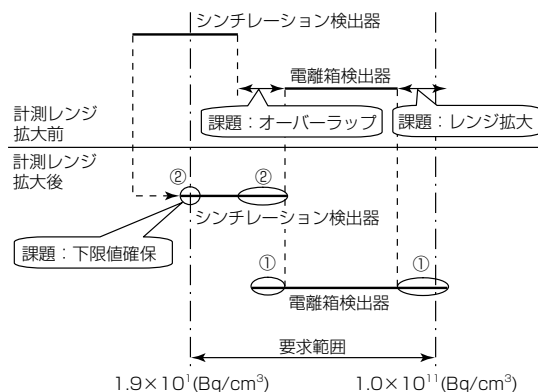 シンチレーション検出器
電離箱検出器
計測レンジ
拡大前
課題：オーバーラップ
課題：レンジ拡大
計測レンジ
拡大後
②
②
シンチレーション検出器
課題：下限値確保
①
①
電離箱検出器
要求範囲
1.9×10¹(Bq/cm³)
1.0×10¹¹(Bq/cm³)